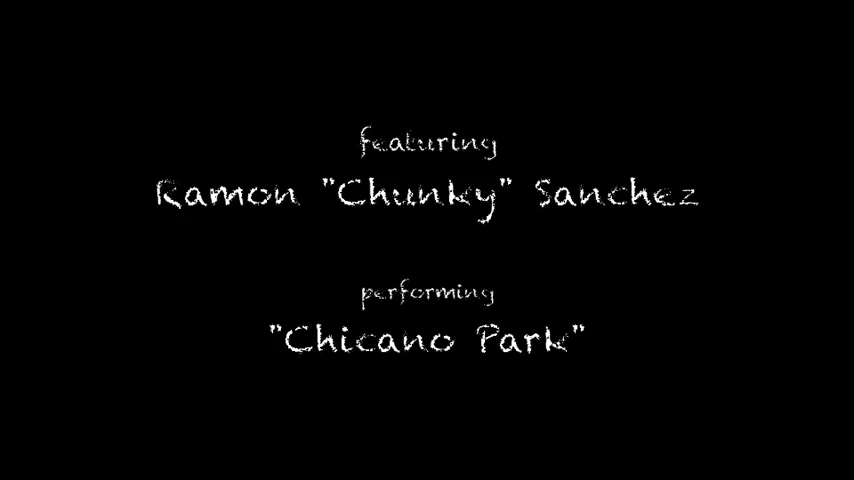 featuring
Ramon "Chunky" Sanchez
performing
"Chicano Park"